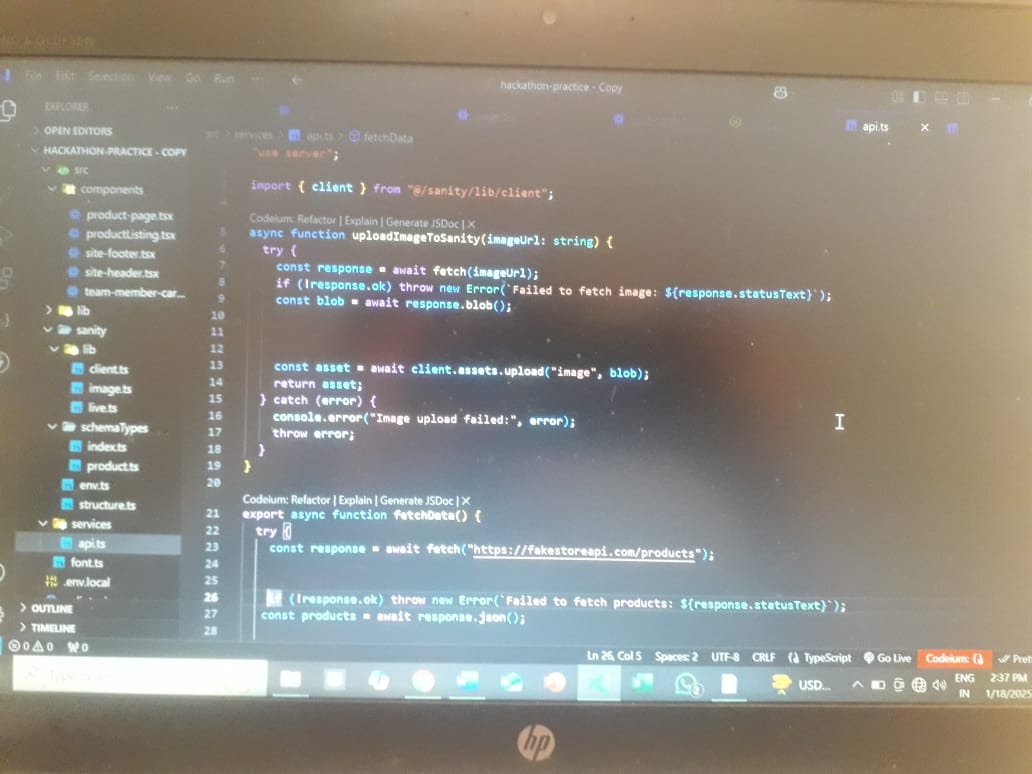 File Edit Selection View Go Run ... ←
hackathon-practice - Copy
EXPLORER ...
OPEN EDITORS
HACKATHON-PRACTICE - COPY
src
components
product-page.tsx
productListing.tsx
site-footer.tsx
site-header.tsx
team-member-car...
lib
sanity
lib
client.ts
image.ts
live.ts
schemaTypes
index.ts
product.ts
env.ts
structure.ts
services
api.ts
font.ts
.env.local
OUTLINE
TIMELINE
api.ts ×
src > services > api.ts > fetchData
"use server";
import { client } from "@/sanity/lib/client";
Codeium: Refactor | Explain | Generate JSDoc | X
5 async function uploadImageToSanity(imageUrl: string) {
6 try {
7 const response = await fetch(imageUrl);
8 if (!response.ok) throw new Error(`Failed to fetch image: ${response.statusText}`);
9 const blob = await response.blob();
10
11
12
13 const asset = await client.assets.upload("image", blob);
14 return asset;
15 } catch (error) {
16 console.error("Image upload failed:", error);
17 throw error;
18 }
19 }
20
Codeium: Refactor | Explain | Generate JSDoc | X
21 export async function fetchData() {
22 try {
23 const response = await fetch("https://fakestoreapi.com/products");
24
25
26 if (!response.ok) throw new Error(`Failed to fetch products: ${response.statusText}`);
27 const products = await response.json();
28
0 0 0 Ln 26, Col 5 Spaces: 2 UTF-8 CRLF TypeScript Go Live Codeium: {} Pret
USD... ENG 2:37 PM
IN 1/18/2025
hp